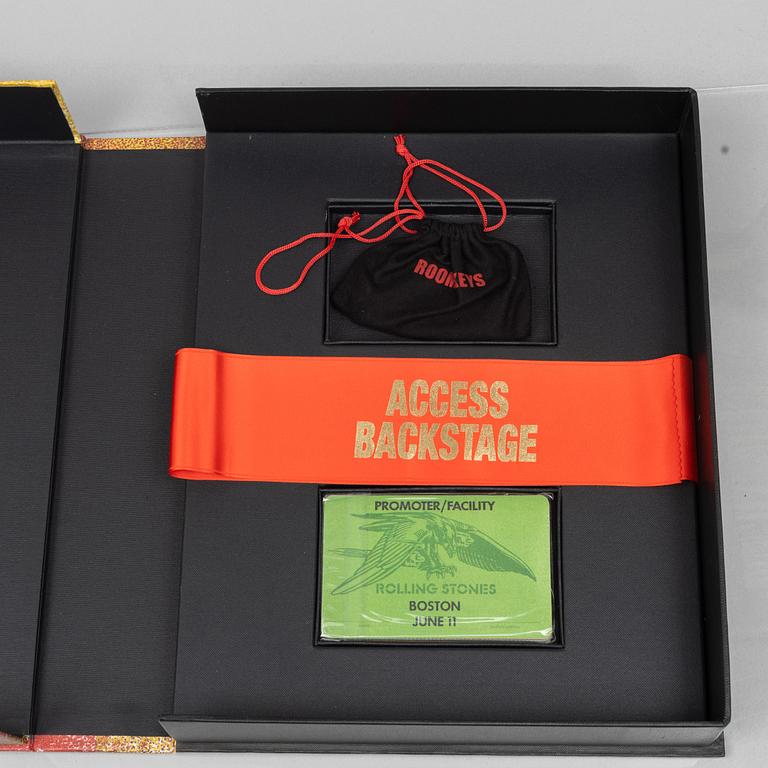 ROOKEYS
ACCESS
BACKSTAGE
PROMOTER/FACILITY
ROLLING STONES
BOSTON
JUNE 11